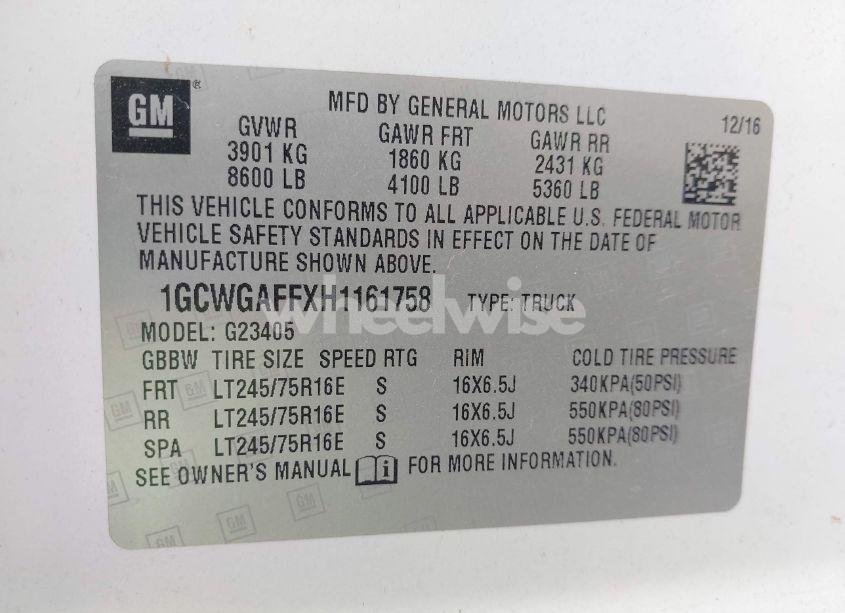 GM®
MFD BY GENERAL MOTORS LLC
12/16
GVWR GAWR FRT GAWR RR
3901 KG 1860 KG 2431 KG
8600 LB 4100 LB 5360 LB
THIS VEHICLE CONFORMS TO ALL APPLICABLE U.S. FEDERAL MOTOR
VEHICLE SAFETY STANDARDS IN EFFECT ON THE DATE OF
MANUFACTURE SHOWN ABOVE.
1GCWGAFFXH1161758 TYPE: TRUCK
wheelwise
MODEL: G23405
GBBW TIRE SIZE SPEED RTG RIM COLD TIRE PRESSURE
FRT LT245/75R16E S 16X6.5J 340KPA(50PSI)
RR LT245/75R16E S 16X6.5J 550KPA(80PSI)
SPA LT245/75R16E S 16X6.5J 550KPA(80PSI)
SEE OWNER'S MANUAL i FOR MORE INFORMATION.